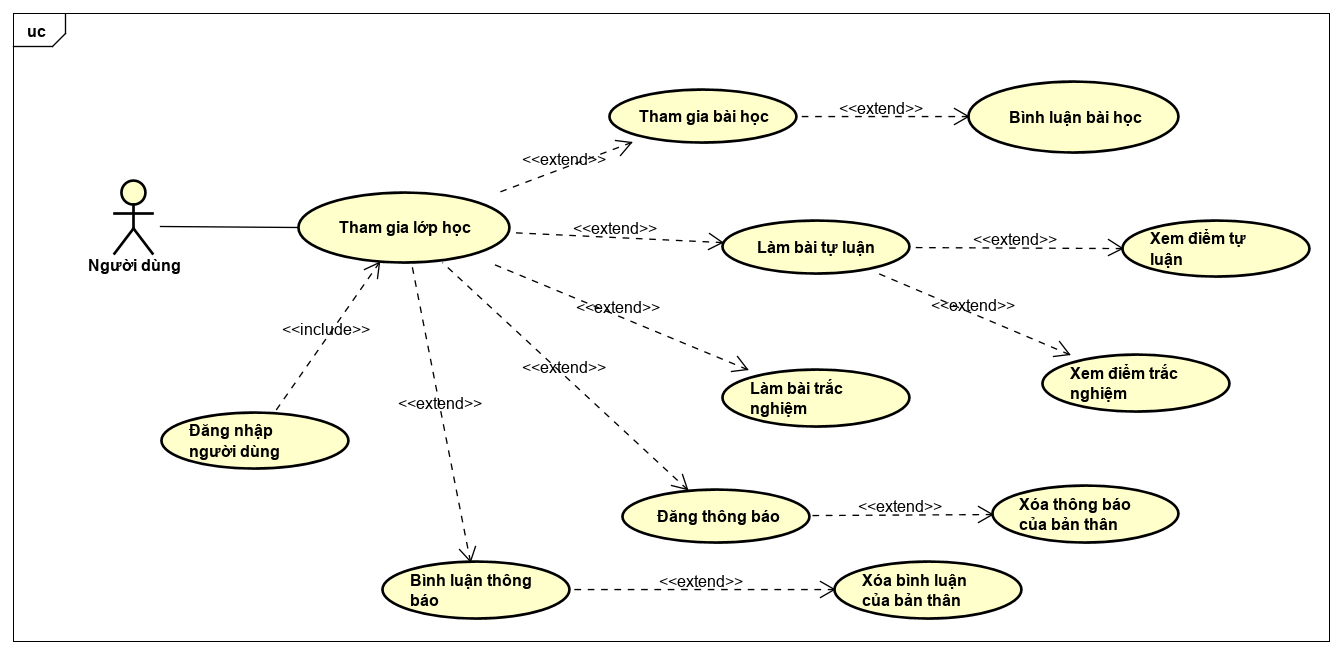 uc
Tham gia bài học
<<extend>>
Bình luận bài học
<<extend>>
Người dùng
Tham gia lớp học
<<extend>>
Làm bài tự luận
<<extend>>
Xem điểm tự
luận
<<extend>>
<<extend>>
<<include>>
<<extend>>
<<extend>>
Làm bài trắc
nghiệm
Xem điểm trắc
nghiệm
Đăng nhập
người dùng
Đăng thông báo
<<extend>>
Xóa thông báo
của bản thân
Bình luận thông
báo
<<extend>>
Xóa bình luận
của bản thân